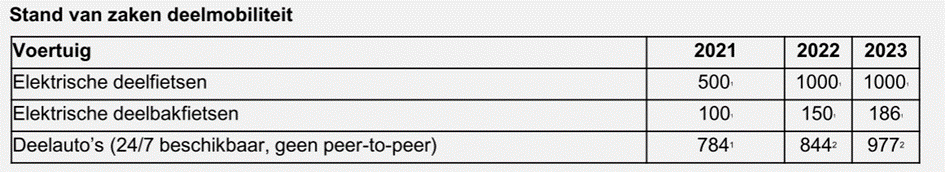 Stand van zaken deelmobiliteit
Voertuig 2021 2022 2023
Elektrische deelfietsen 500¹ 1000¹ 1000¹
Elektrische deelbakfietsen 100¹ 150¹ 186¹
Deelauto's (24/7 beschikbaar, geen peer-to-peer) 784¹ 844² 977²